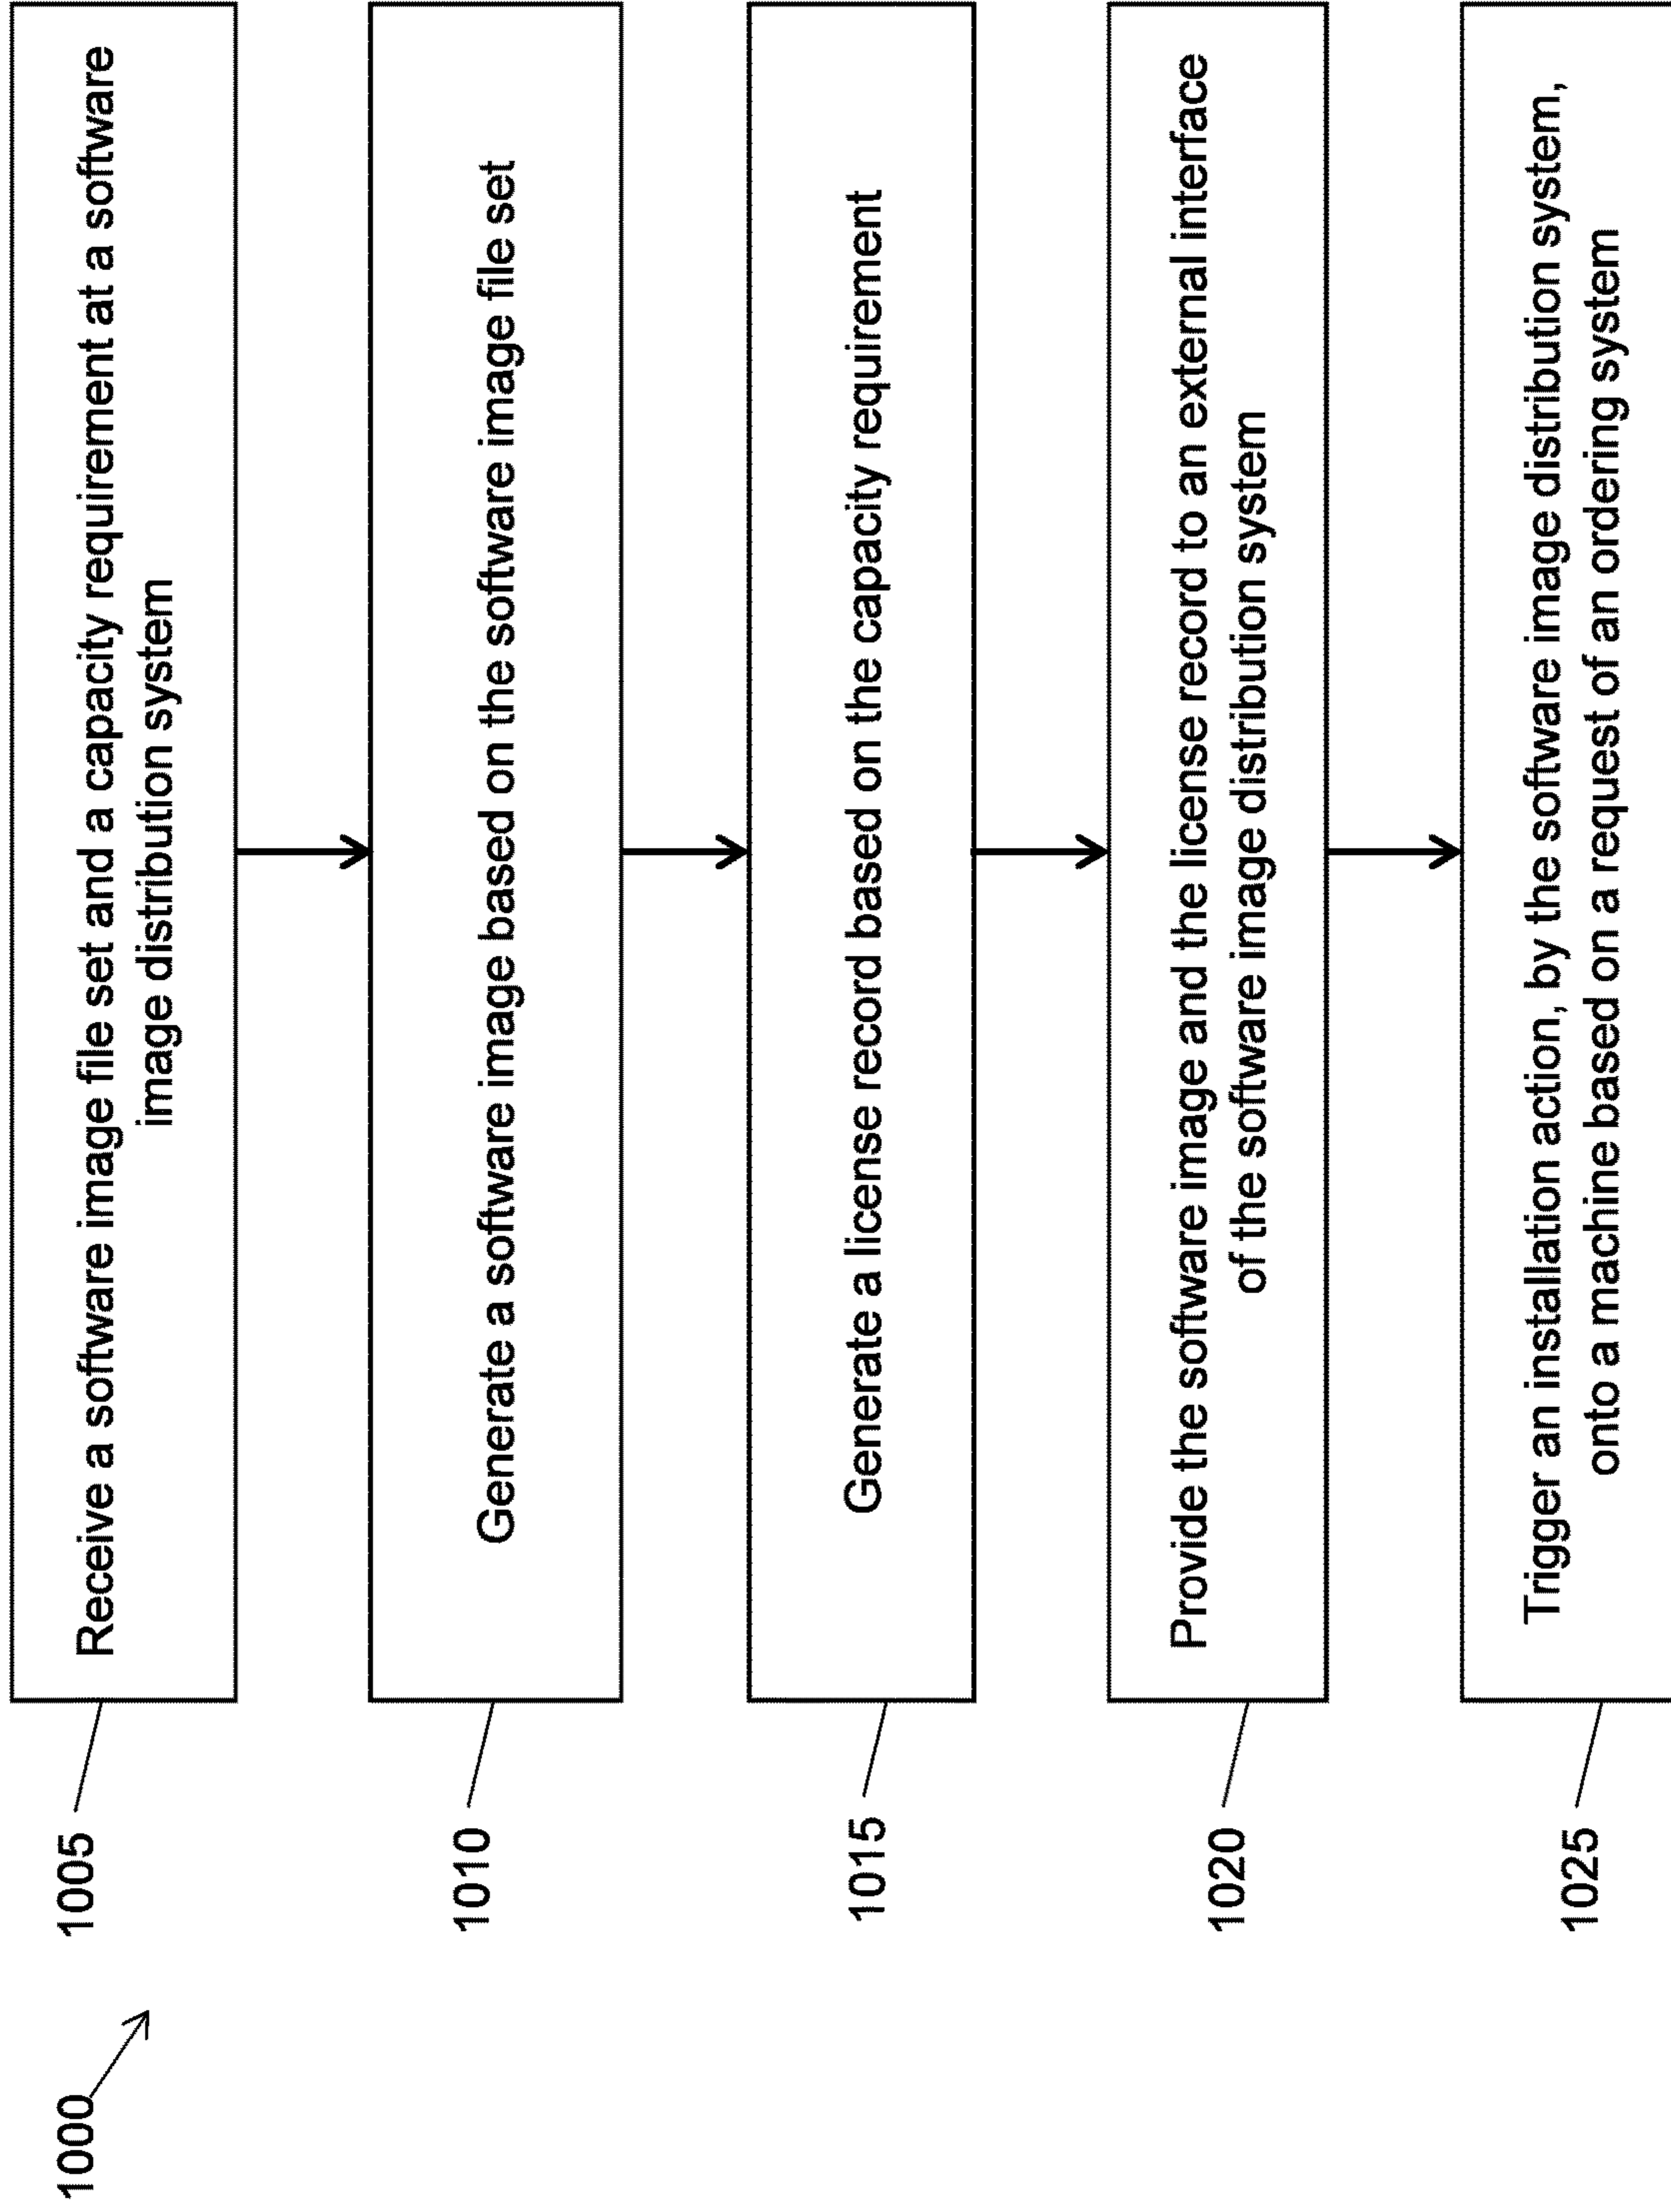 1000
1005
Receive a software image file set and a capacity requirement at a software
image distribution system
1010
Generate a software image based on the software image file set
1015
Generate a license record based on the capacity requirement
1020
Provide the software image and the license record to an external interface
of the software image distribution system
1025
Trigger an installation action, by the software image distribution system,
onto a machine based on a request of an ordering system